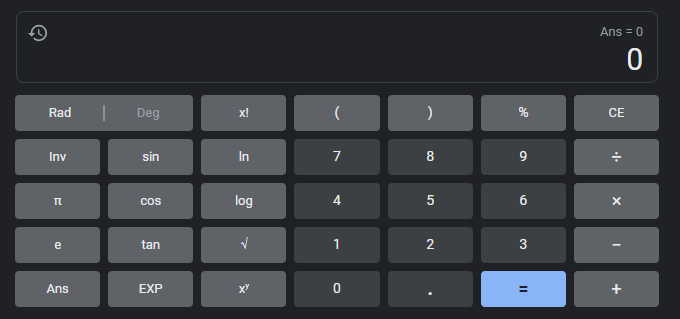 Ans = 0
0
Rad | Deg x! ( ) % CE
Inv sin ln 7 8 9 ÷
π cos log 4 5 6 ×
e tan √ 1 2 3 −
Ans EXP xʸ 0 . = +